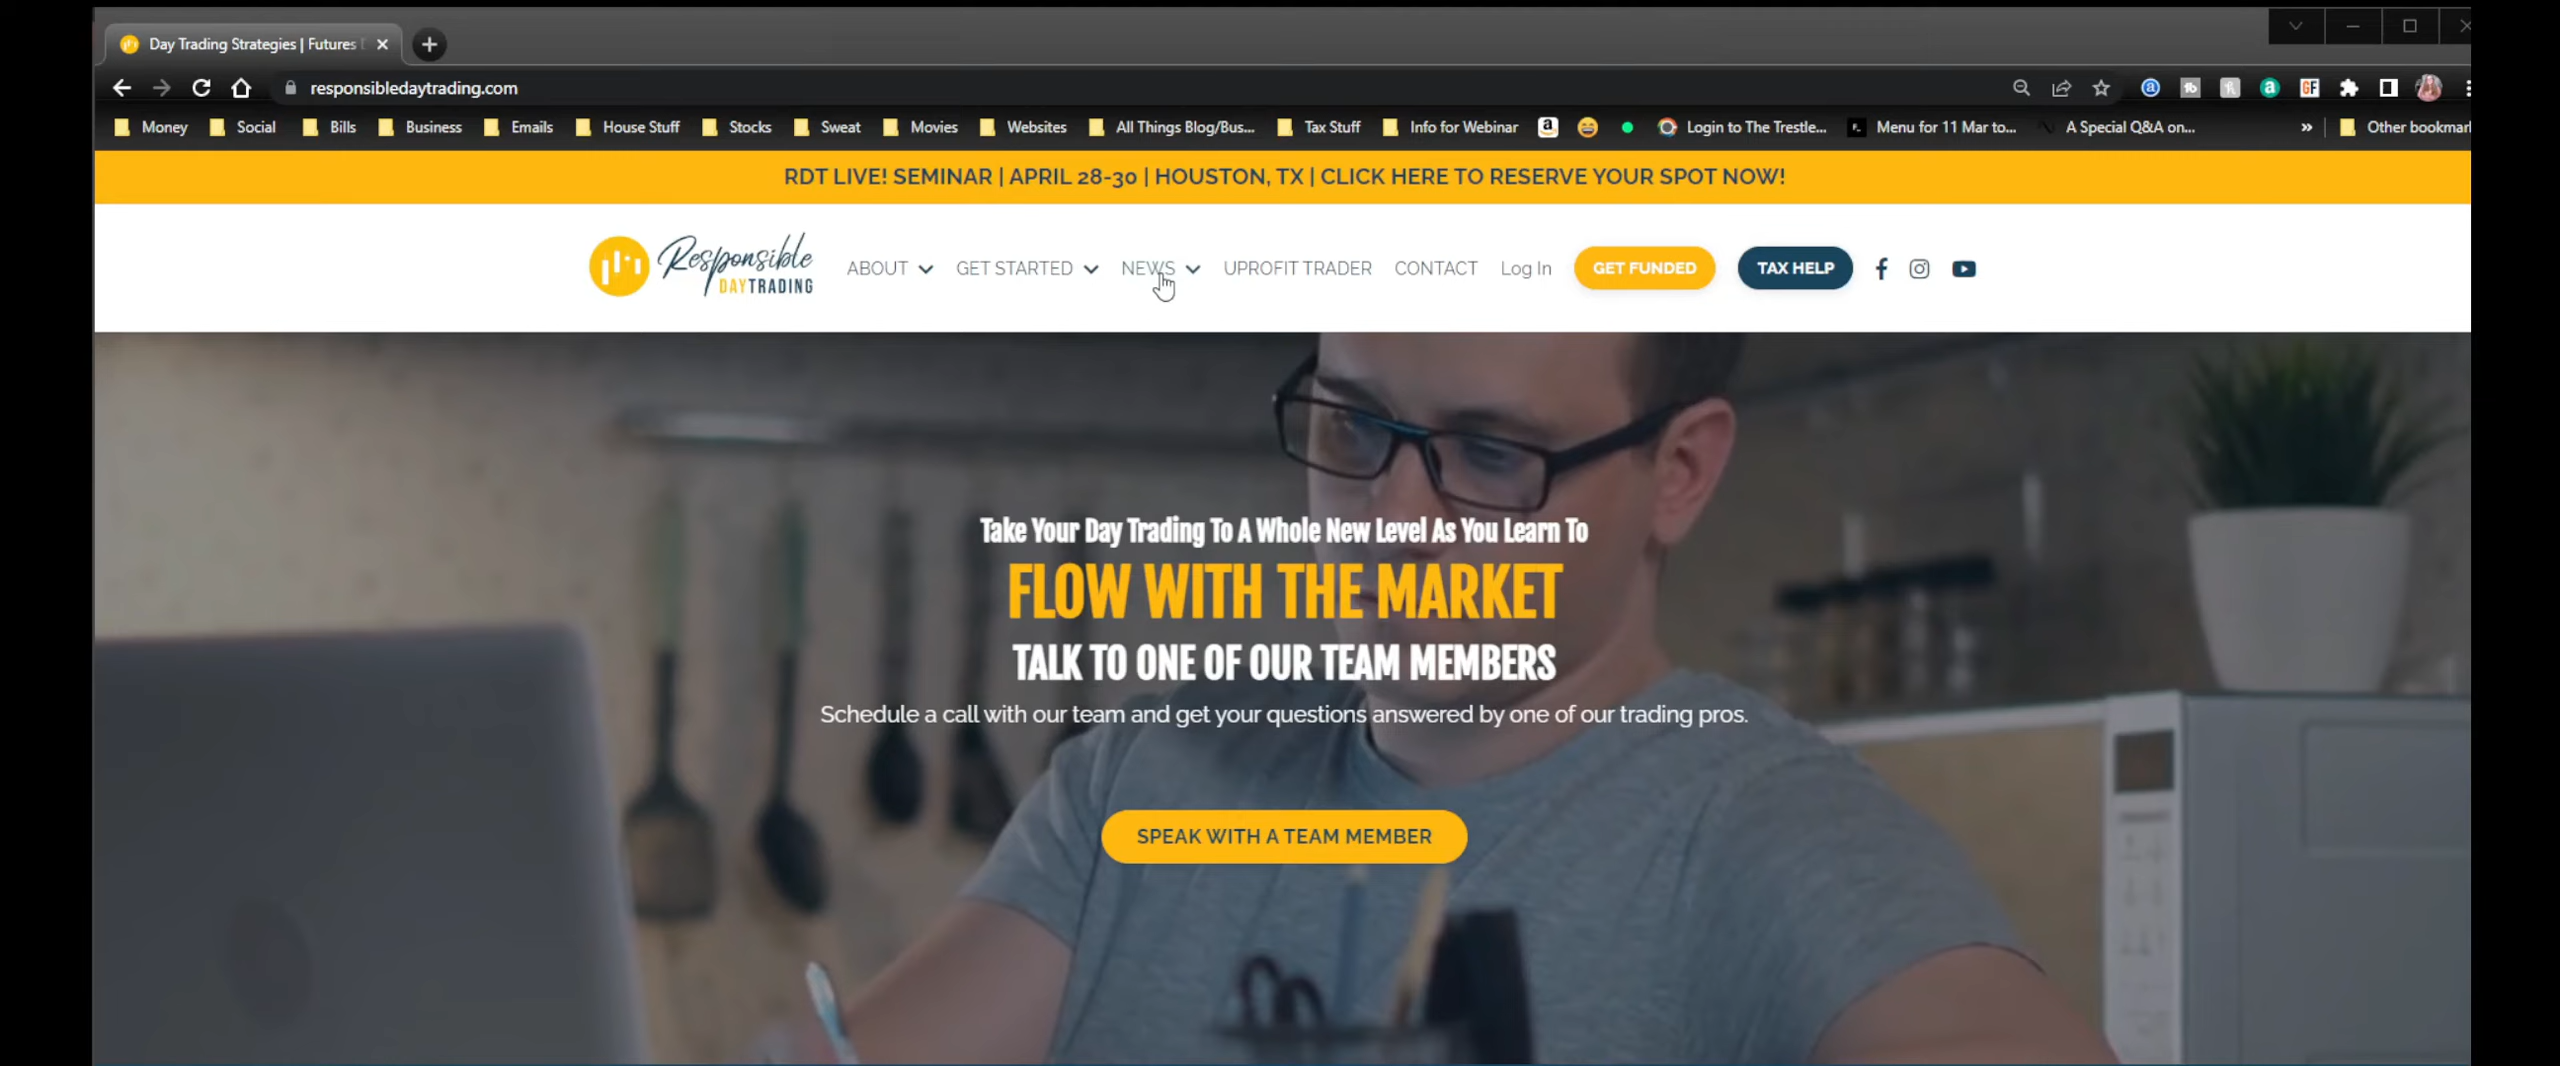 Day Trading Strategies | Futures
responsibledaytrading.com
Money Social Bills Business Emails House Stuff Stocks Sweat Movies Websites All Things Blog/Bus... Tax Stuff Info for Webinar Login to The Trestle... Menu for 11 Mar to... A Special Q&A on... » Other bookmar
RDT LIVE! SEMINAR | APRIL 28-30 | HOUSTON, TX | CLICK HERE TO RESERVE YOUR SPOT NOW!
Responsible
DAYTRADING
ABOUT GET STARTED NEWS UPROFIT TRADER CONTACT Log In GET FUNDED TAX HELP
Take Your Day Trading To A Whole New Level As You Learn To
FLOW WITH THE MARKET
TALK TO ONE OF OUR TEAM MEMBERS
Schedule a call with our team and get your questions answered by one of our trading pros.
SPEAK WITH A TEAM MEMBER